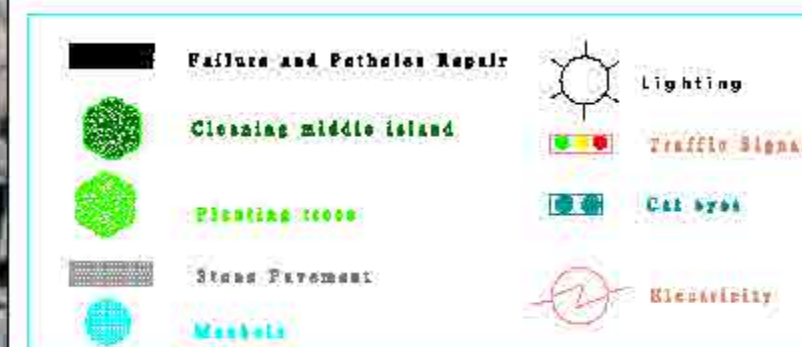 Failure and Potholes Repair
Cleaning middle island
Planting trees
Stone Pavement
Manhole
Lighting
Traffic Signa
Cat eyes
Electricity